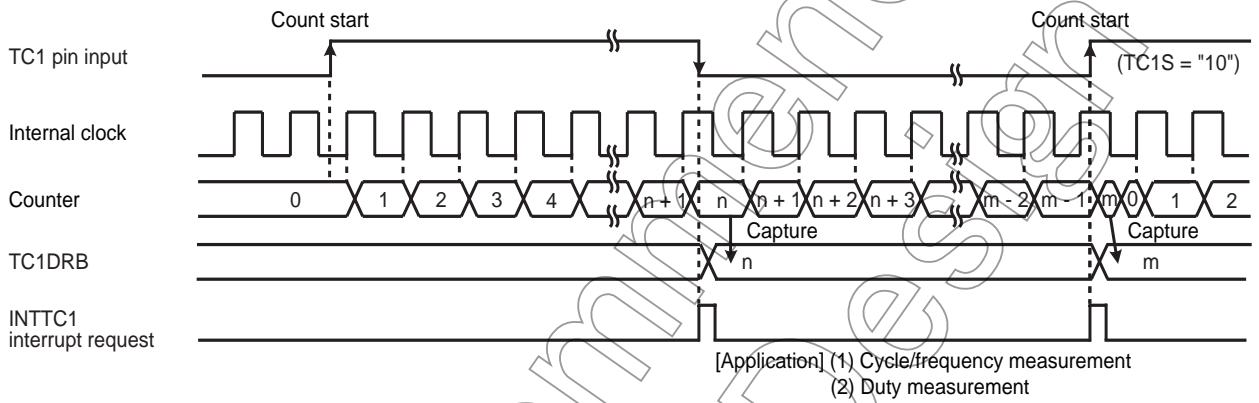 Count start
Count start
TC1 pin input
(TC1S = "10")
Internal clock
Counter
0 1 2 3 4 n + 1 n n + 1 n + 2 n + 3 m - 2 m - 1 m 0 1 2
Capture
Capture
TC1DRB
n
m
INTTC1
interrupt request
[Application] (1) Cycle/frequency measurement
(2) Duty measurement